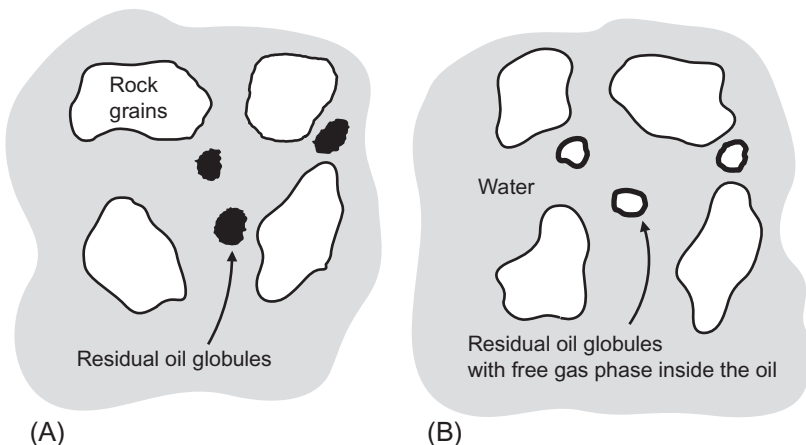 Rock
grains
Residual oil globules
(A)
Water
Residual oil globules
with free gas phase inside the oil
(B)